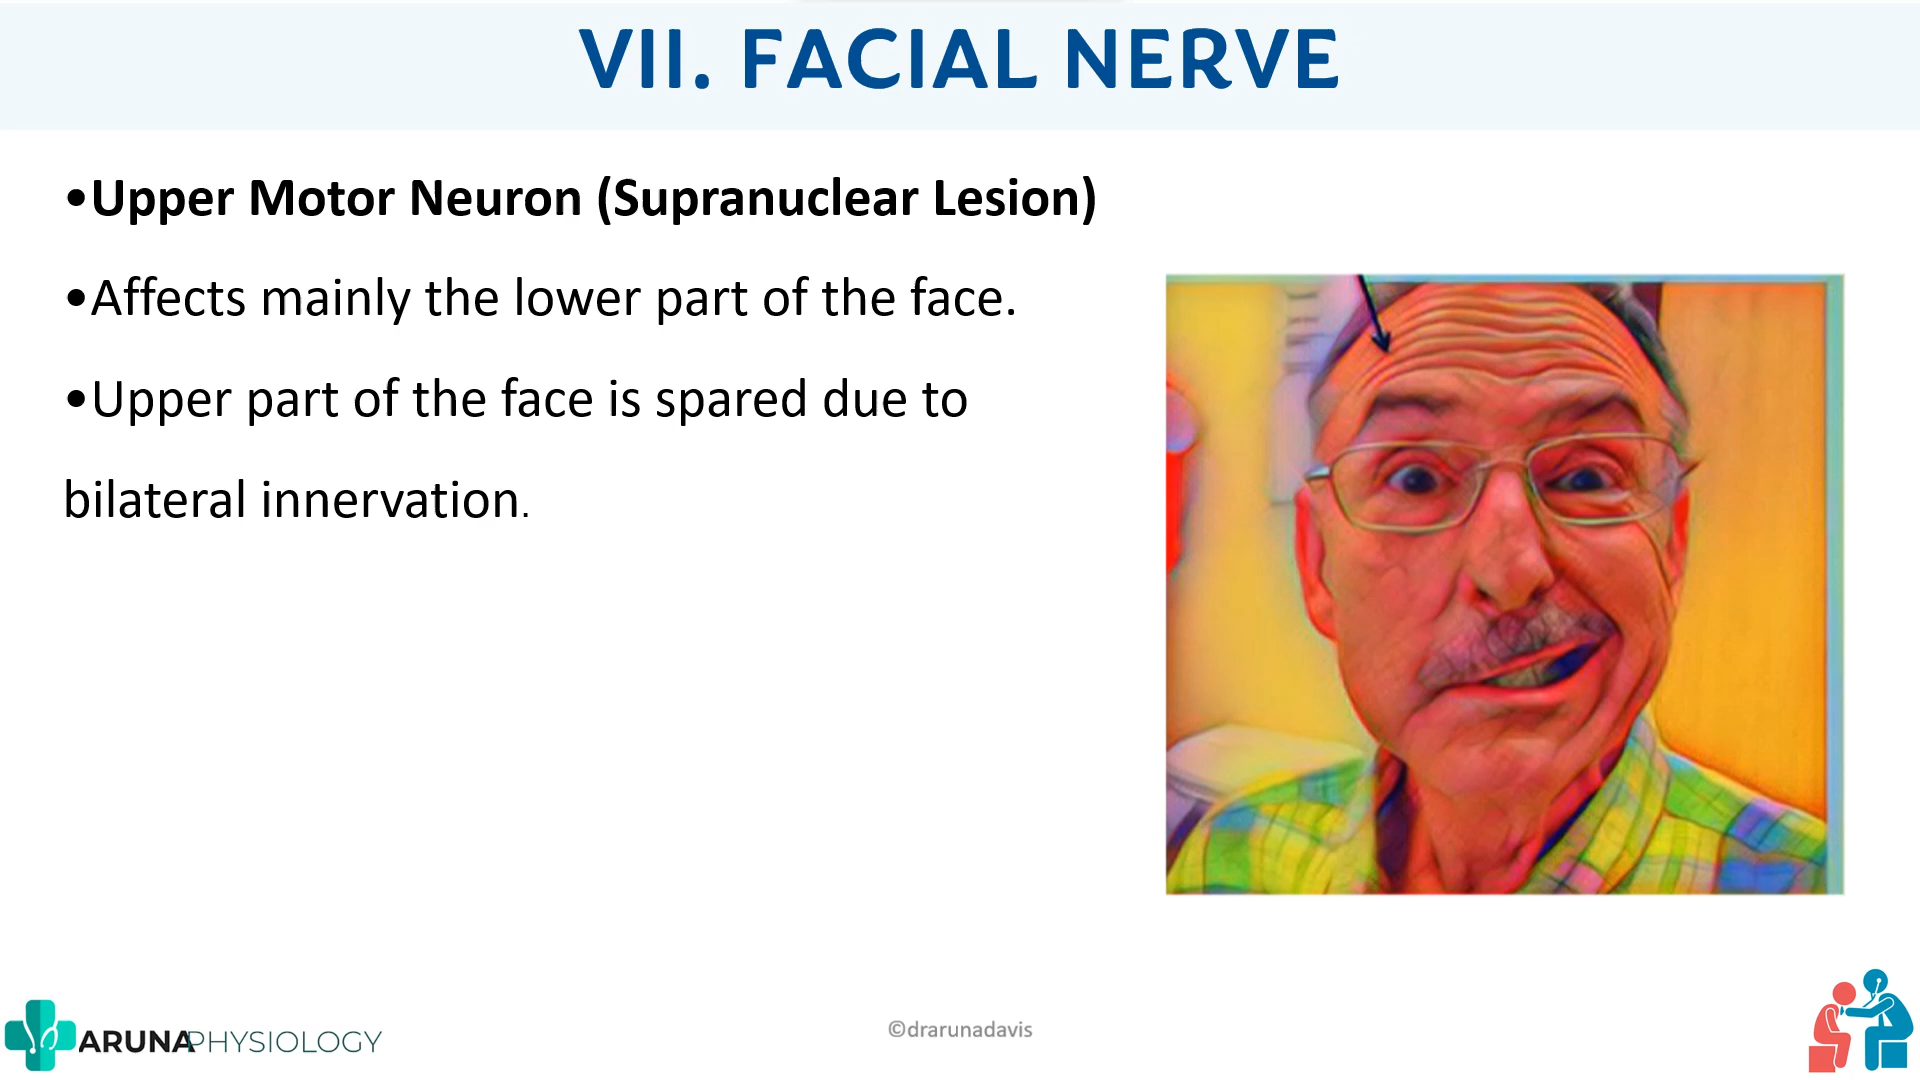 VII. FACIAL NERVE
•Upper Motor Neuron (Supranuclear Lesion)
•Affects mainly the lower part of the face.
•Upper part of the face is spared due to
bilateral innervation.
ARUNAPHYSIOLOGY
©drarunadavis